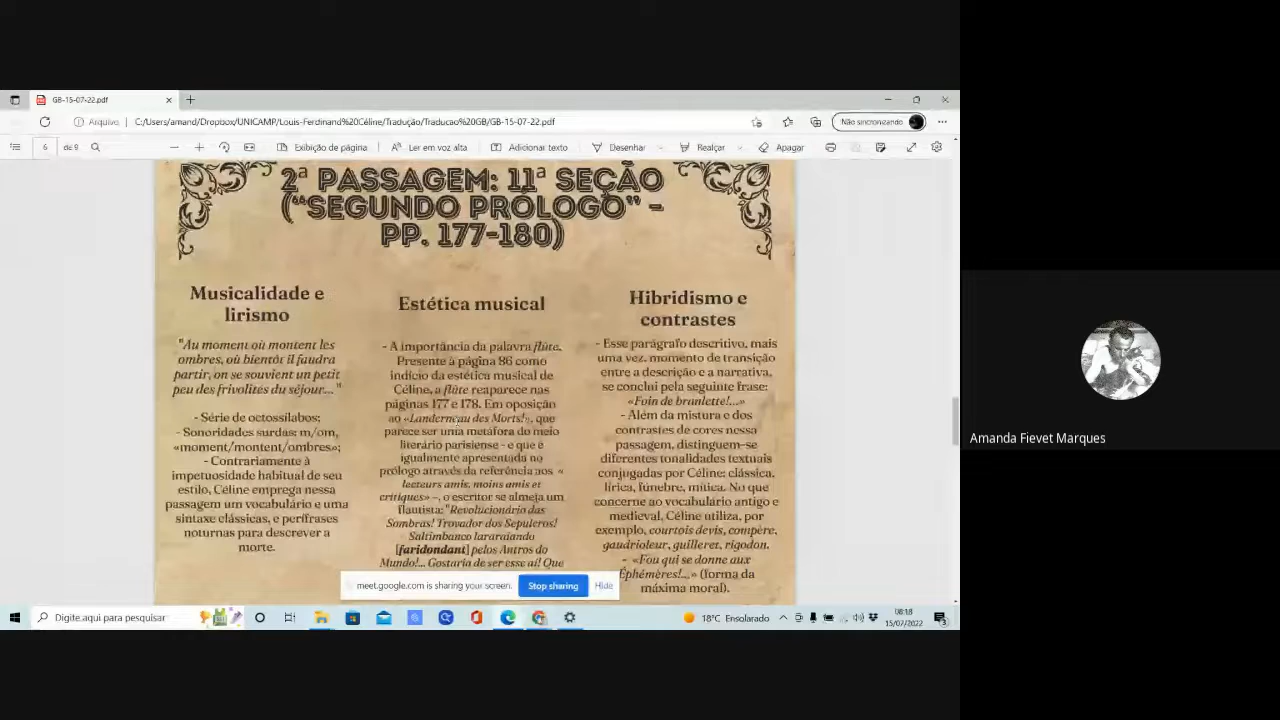 GB-15-07-22.pdf
Arquivo
C:/Users/amand/Dropbox/UNICAMP/Louis-Ferdinand%20Céline/Tradução/Traducao%20GB/GB-15-07-22.pdf
Não sincronizando
6 de 9
Exibição de página
Ler em voz alta
Adicionar texto
Desenhar
Realçar
Apagar
2ª PASSAGEM: 11ª SEÇÃO
("SEGUNDO PRÓLOGO" -
PP. 177-180)
Musicalidade e
lirismo
"Au moment où montent les
ombres, où bientôt il faudra
partir, on se souvient un petit
peu des frivolités du séjour..."
- Série de octossílabos;
- Sonoridades surdas: m/om,
«moment/montent/ombres»;
- Contrariamente à
impetuosidade habitual de seu
estilo, Céline emprega nessa
passagem um vocabulário e uma
sintaxe clássicas, e perífrases
noturnas para descrever a
morte.
Estética musical
- A importância da palavra flûte.
Presente à página 86 como
indício da estética musical de
Céline, a flûte reaparece nas
páginas 177 e 178. Em oposição
ao «Landerneau des Morts!», que
parece ser uma metáfora do meio
literário parisiense - e que é
igualmente apresentada no
prólogo através da referência aos «
lecteurs amis, moins amis et
critiques» –, o escritor se almeja um
flautista: "Revolucionário das
Sombras! Trovador dos Sepulcros!
Saltimbanco lararaiando
[faridondant] pelos Antros do
Mundo!... Gostaria de ser esse aí! Que
Hibridismo e
contrastes
- Esse parágrafo descritivo, mais
uma vez, momento de transição
entre a descrição e a narrativa,
se conclui pela seguinte frase:
«Foin de branlette!...»
- Além da mistura e dos
contrastes de cores nessa
passagem, distinguem-se
diferentes tonalidades textuais
conjugadas por Céline: clássica,
lírica, fúnebre, mítica. No que
concerne ao vocabulário antigo e
medieval, Céline utiliza, por
exemplo, courtois devis, compère,
gaudrioleur, guilleret, rigodon.
- «Fou qui se donne aux
Éphémères!...» (forma da
máxima moral).
meet.google.com is sharing your screen.
Stop sharing
Hide
Amanda Fievet Marques
Digite aqui para pesquisar
18°C Ensolarado
08:18
15/07/2022